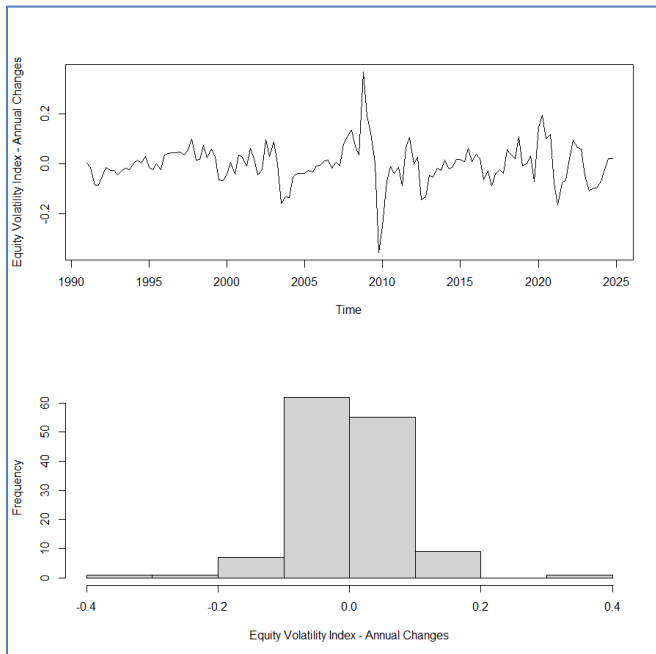 Equity Volatility Index - Annual Changes
0.2
0.0
-0.2
1990 1995 2000 2005 2010 2015 2020 2025
Time
Frequency
60
50
40
30
20
10
0
-0.4 -0.2 0.0 0.2 0.4
Equity Volatility Index - Annual Changes